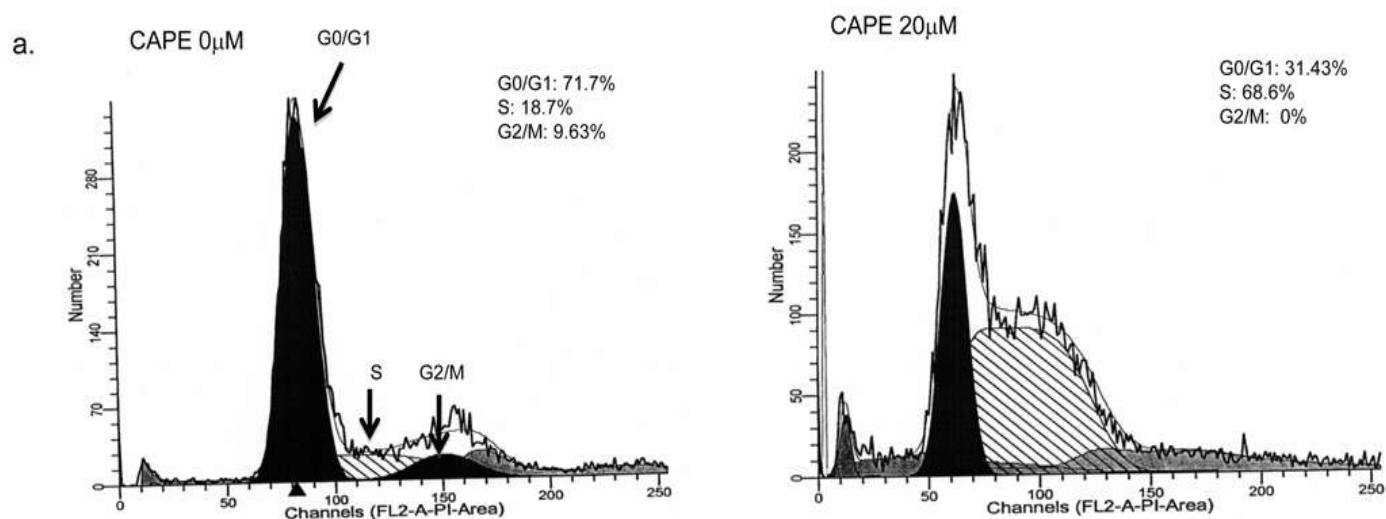 a.
CAPE 0μM
G0/G1
G0/G1: 71.7%
S: 18.7%
G2/M: 9.63%
Number
0 70 140 210 280
S
G2/M
0 50 100 150 200 250
Channels (FL2-A-PI-Area)
CAPE 20μM
G0/G1: 31.43%
S: 68.6%
G2/M: 0%
Number
0 50 100 150 200
0 50 100 150 200 250
Channels (FL2-A-PI-Area)